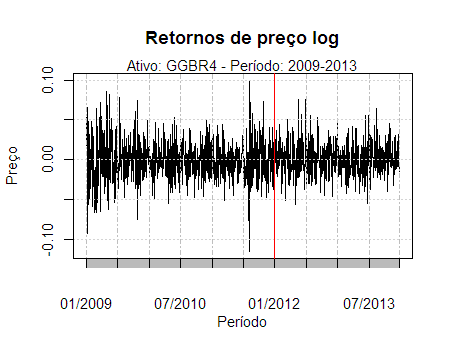 Retornos de preço log
Ativo: GGBR4 - Período: 2009-2013
0.10
0.00
-0.10
Preço
01/2009
07/2010
01/2012
07/2013
Período